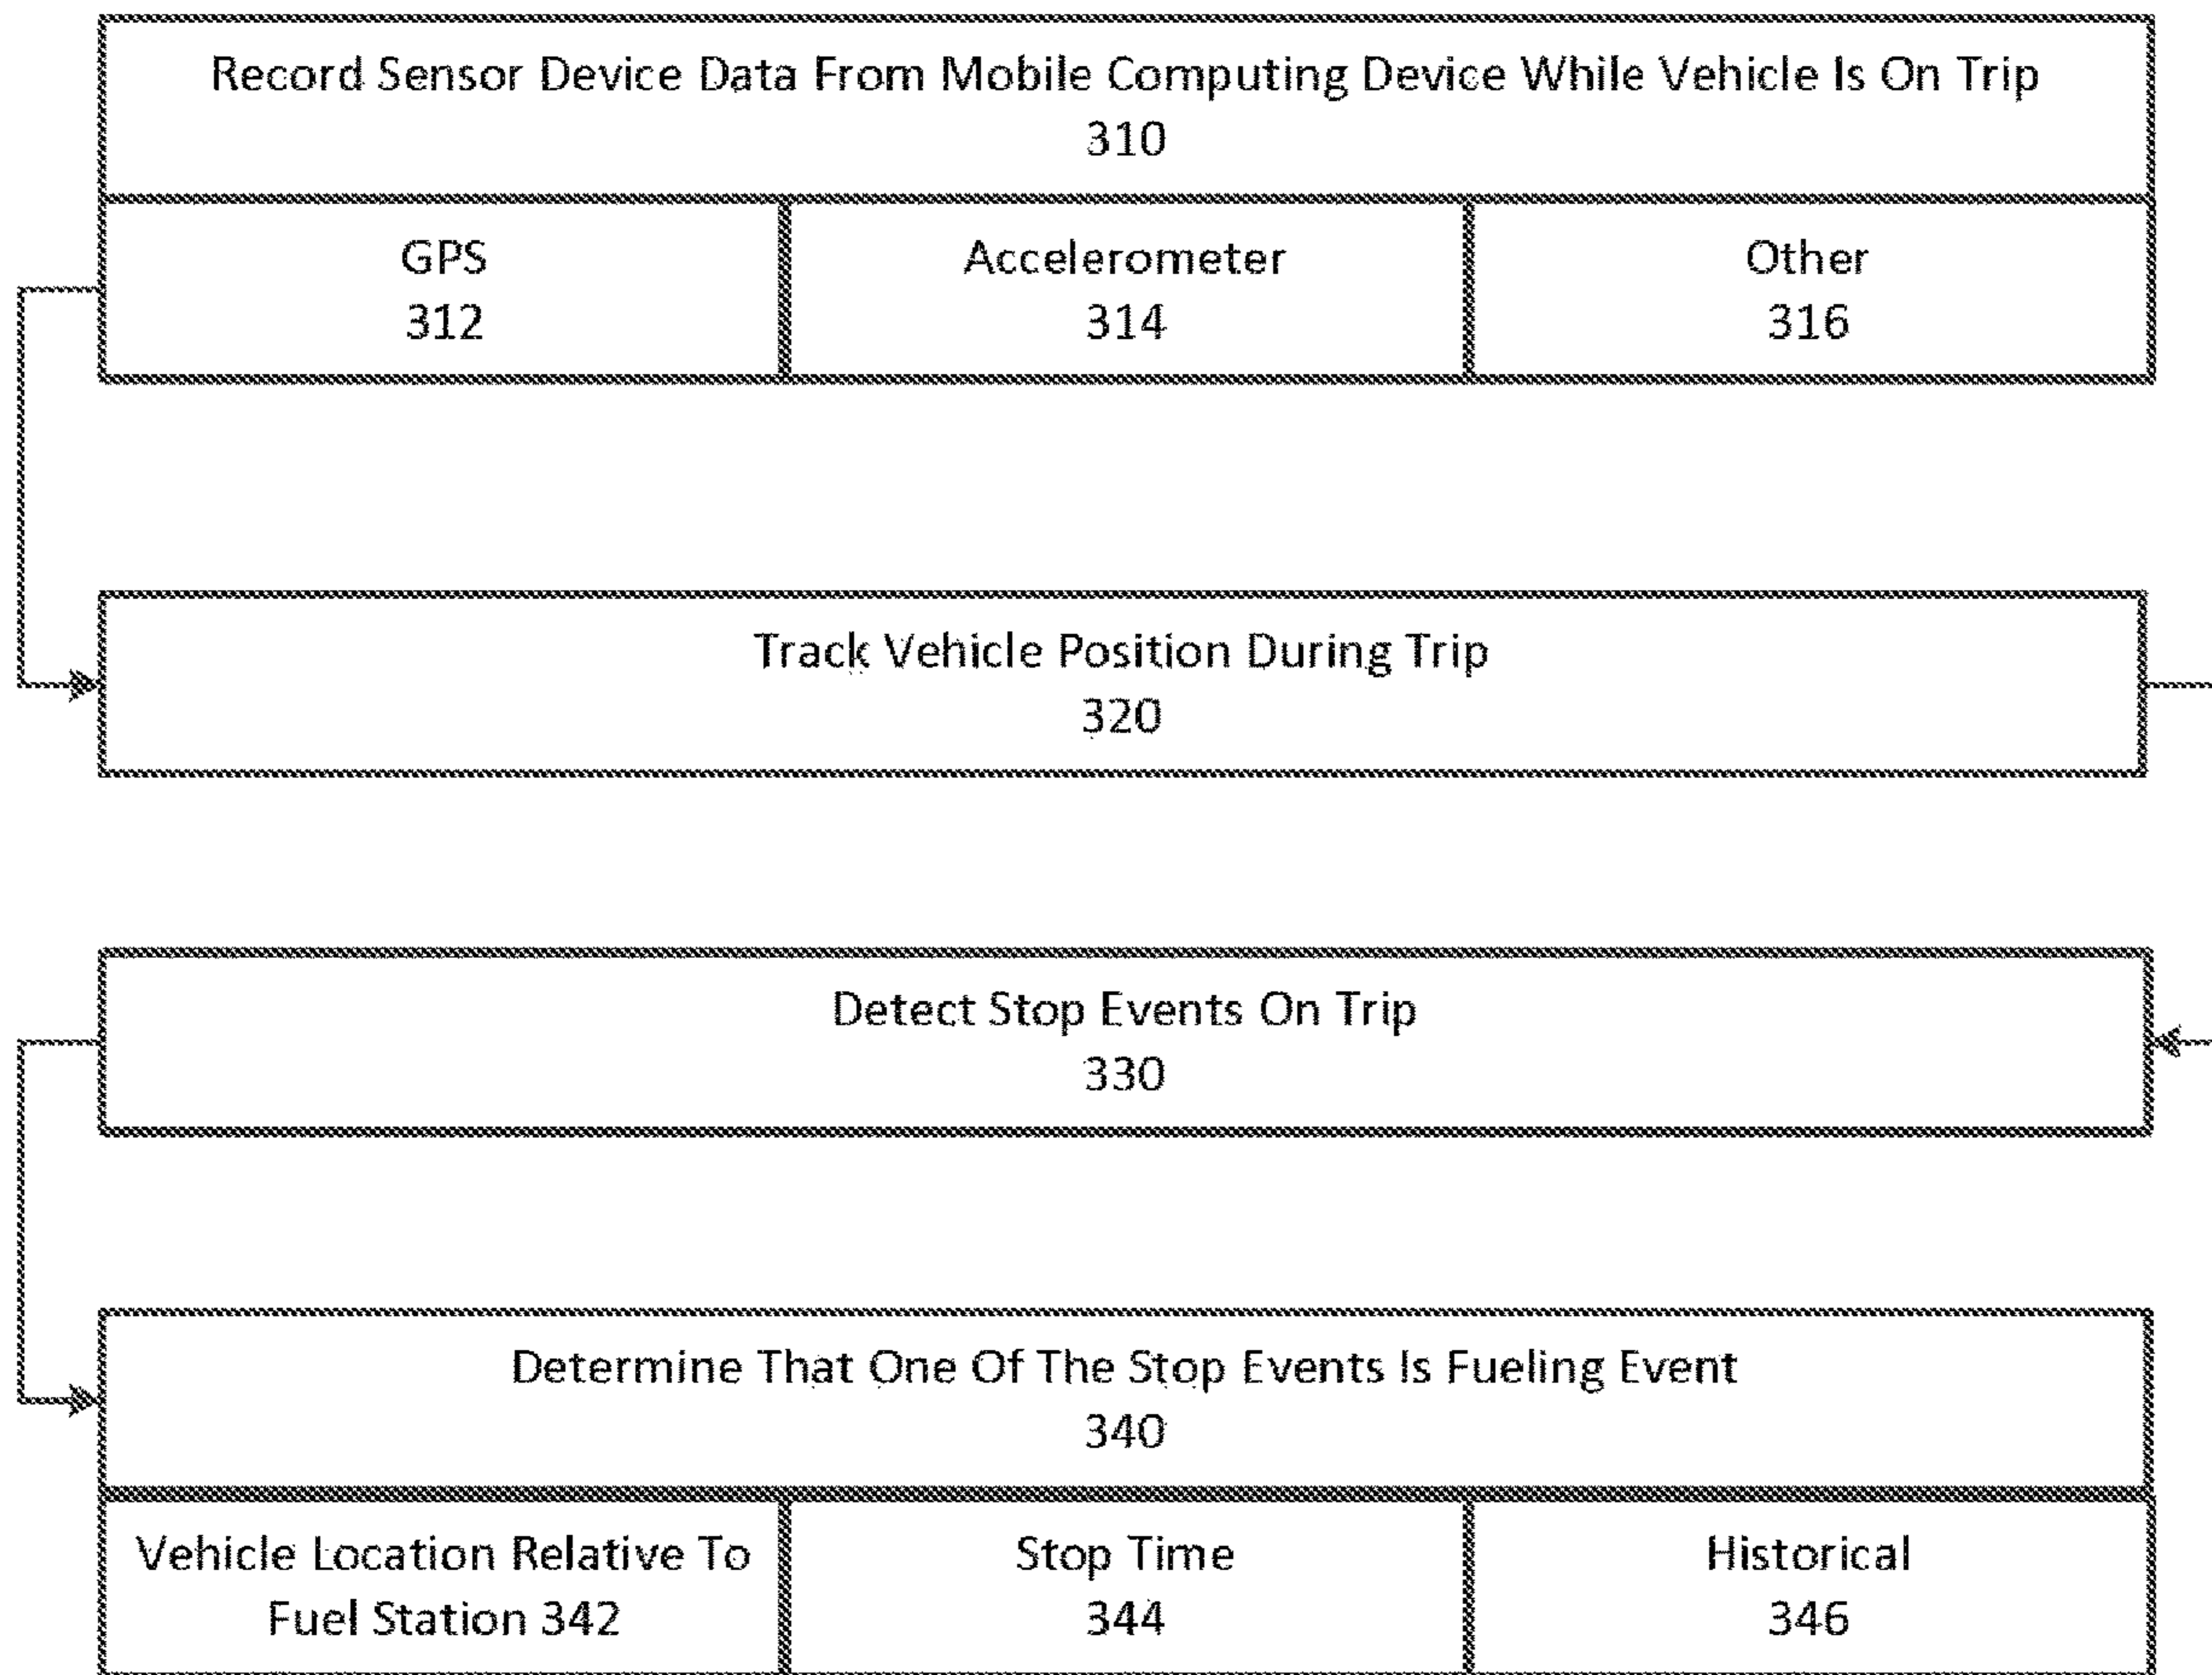 Record Sensor Device Data From Mobile Computing Device While Vehicle Is On Trip
310
GPS
312
Accelerometer
314
Other
316
Track Vehicle Position During Trip
320
Detect Stop Events On Trip
330
Determine That One Of The Stop Events Is Fueling Event
340
Vehicle Location Relative To
Fuel Station 342
Stop Time
344
Historical
346